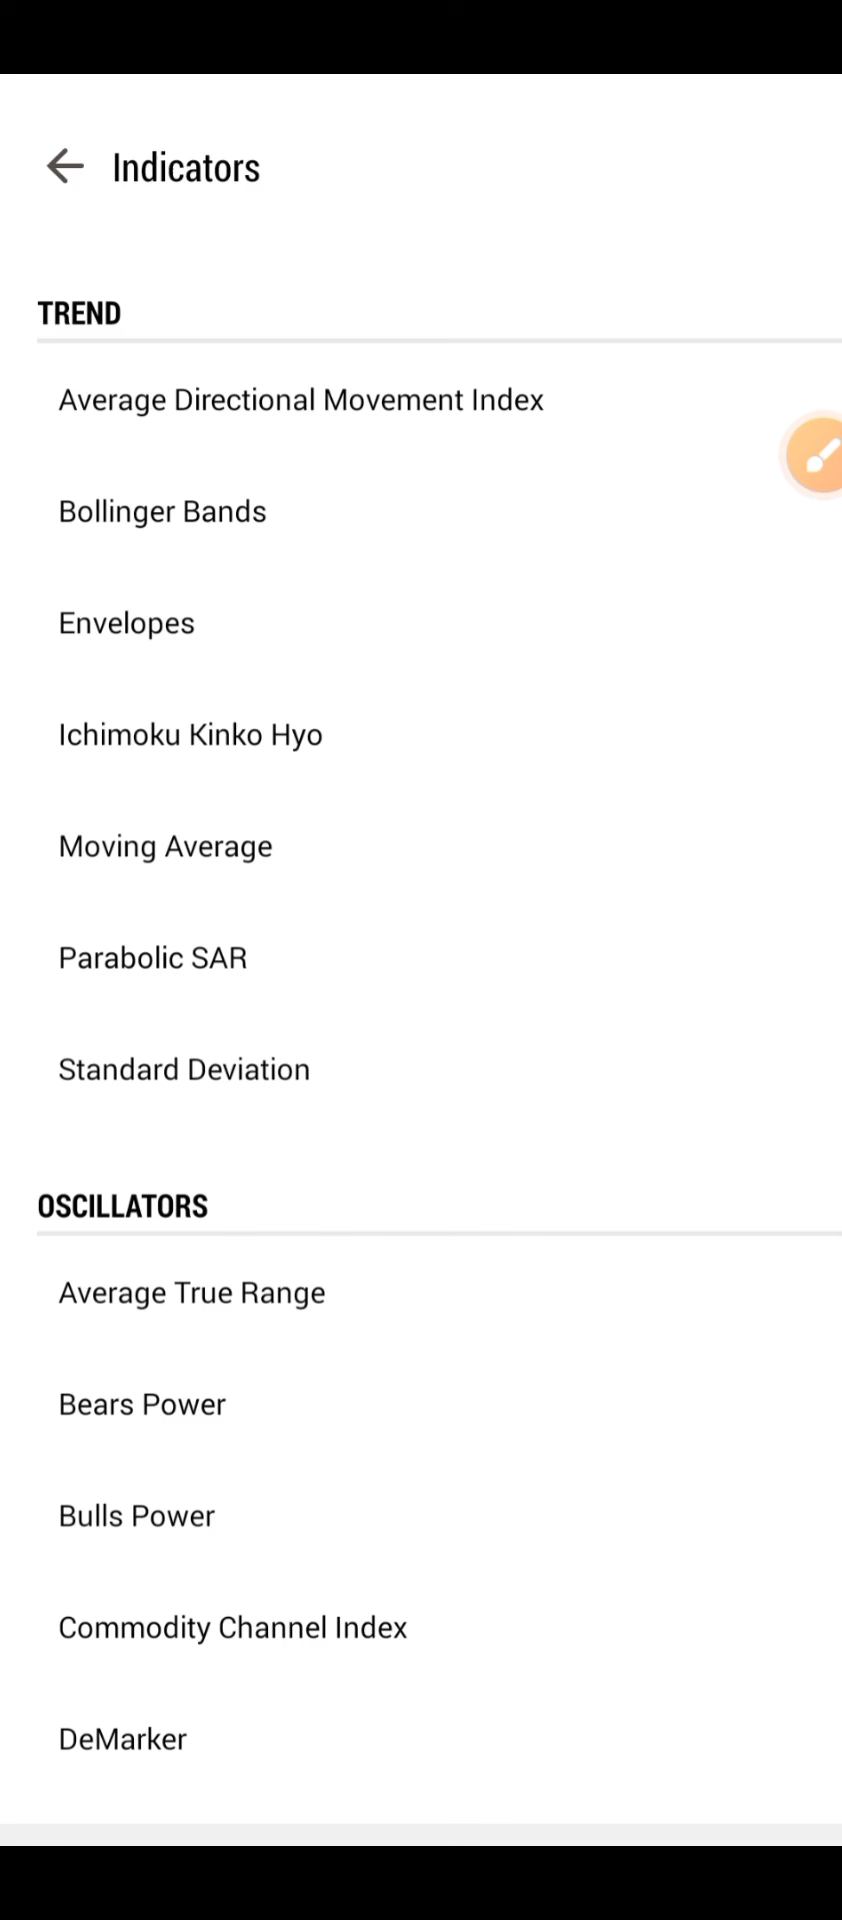 Indicators
TREND
Average Directional Movement Index
Bollinger Bands
Envelopes
Ichimoku Kinko Hyo
Moving Average
Parabolic SAR
Standard Deviation
OSCILLATORS
Average True Range
Bears Power
Bulls Power
Commodity Channel Index
DeMarker